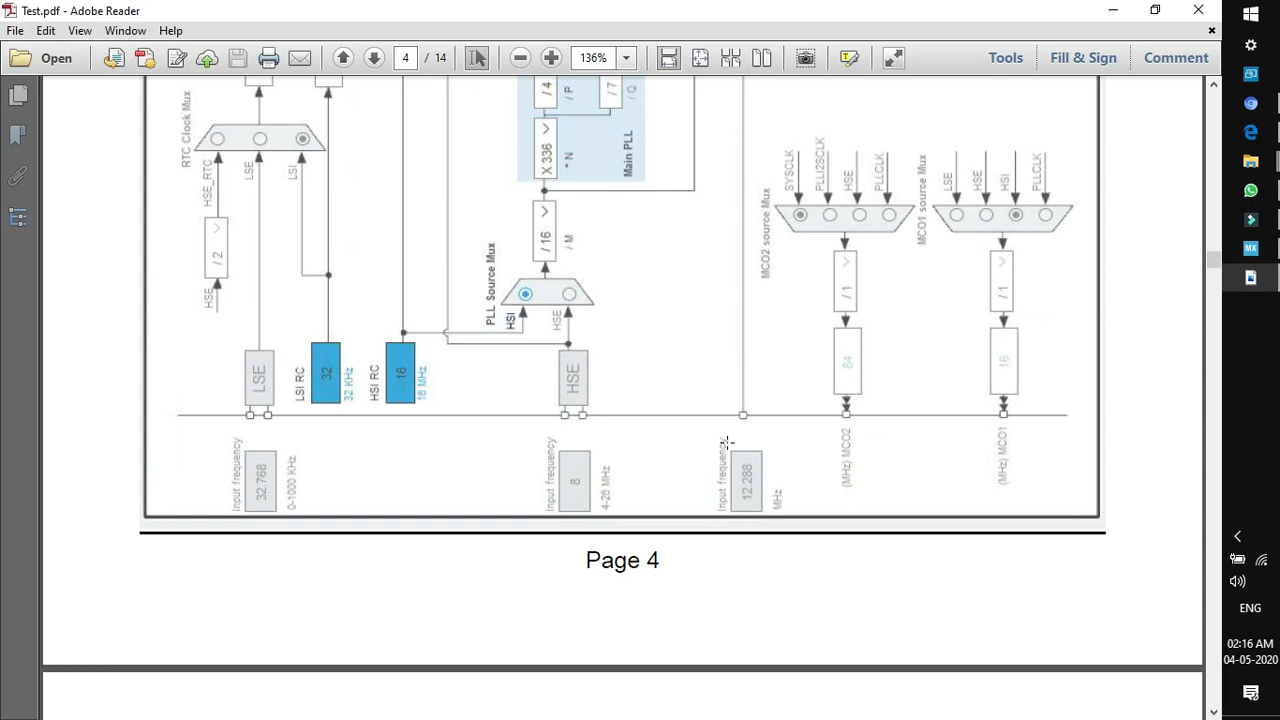 Test.pdf - Adobe Reader
File Edit View Window Help
Open 4 / 14 136% Tools Fill & Sign Comment
RTC Clock Mux
HSE_RTC
LSE
LSI
/ 2
HSE
/ 4
/ P
/ 7
/ Q
X 336
* N
Main PLL
/ 16
/ M
PLL Source Mux
HSI
HSE
SYSCLK
PLLI2SCLK
HSE
PLLCLK
MCO2 source Mux
LSE
HSE
HSI
PLLCLK
MCO1 source Mux
/ 1
/ 1
84
16
(MHz) MCO2
(MHz) MCO1
LSE
LSI RC
32
32 KHz
HSI RC
16
16 MHz
HSE
Input frequency
32.768
0-1000 KHz
Input frequency
8
4-26 MHz
Input frequency
12.288
MHz
Page 4
MX
ENG
02:16 AM
04-05-2020